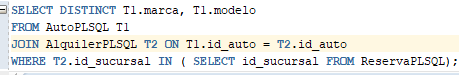 SELECT DISTINCT T1.marca, T1.modelo
FROM AutoPLSQL T1
JOIN AlquilerPLSQL T2 ON T1.id_auto = T2.id_auto
WHERE T2.id_sucursal IN ( SELECT id_sucursal FROM ReservaPLSQL);